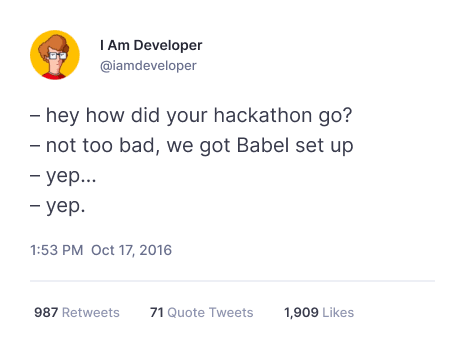 I Am Developer
@iamdeveloper
– hey how did your hackathon go?
– not too bad, we got Babel set up
– yep...
– yep.
1:53 PM Oct 17, 2016
987 Retweets 71 Quote Tweets 1,909 Likes